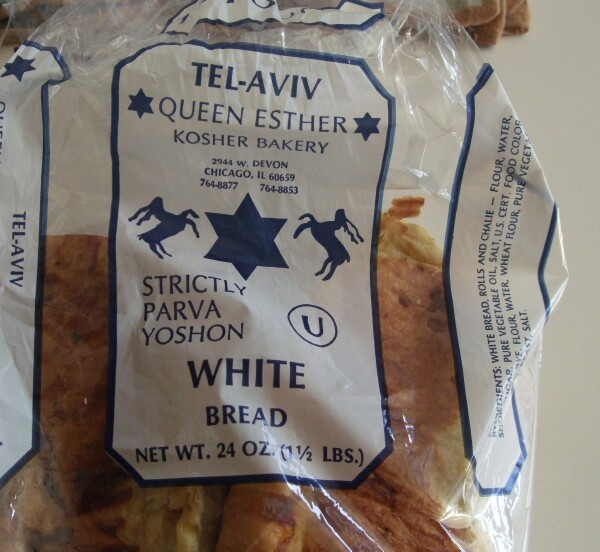 TEL-AVIV
QUEEN ESTHER
KOSHER BAKERY
2944 W. DEVON
CHICAGO, IL 60659
764-8877 764-8853
STRICTLY
PARVA
YOSHON
U
WHITE
BREAD
NET WT. 24 OZ. (1½ LBS.)
TEL-AVIV
INGREDIENTS: WHITE BREAD, ROLLS AND CHALIE — FLOUR, WATER,
PURE VEGETABLE OIL, SALT, U.S. CERT. FOOD COLOR
FLOUR, WATER, WHEAT FLOUR, PURE
SALT.